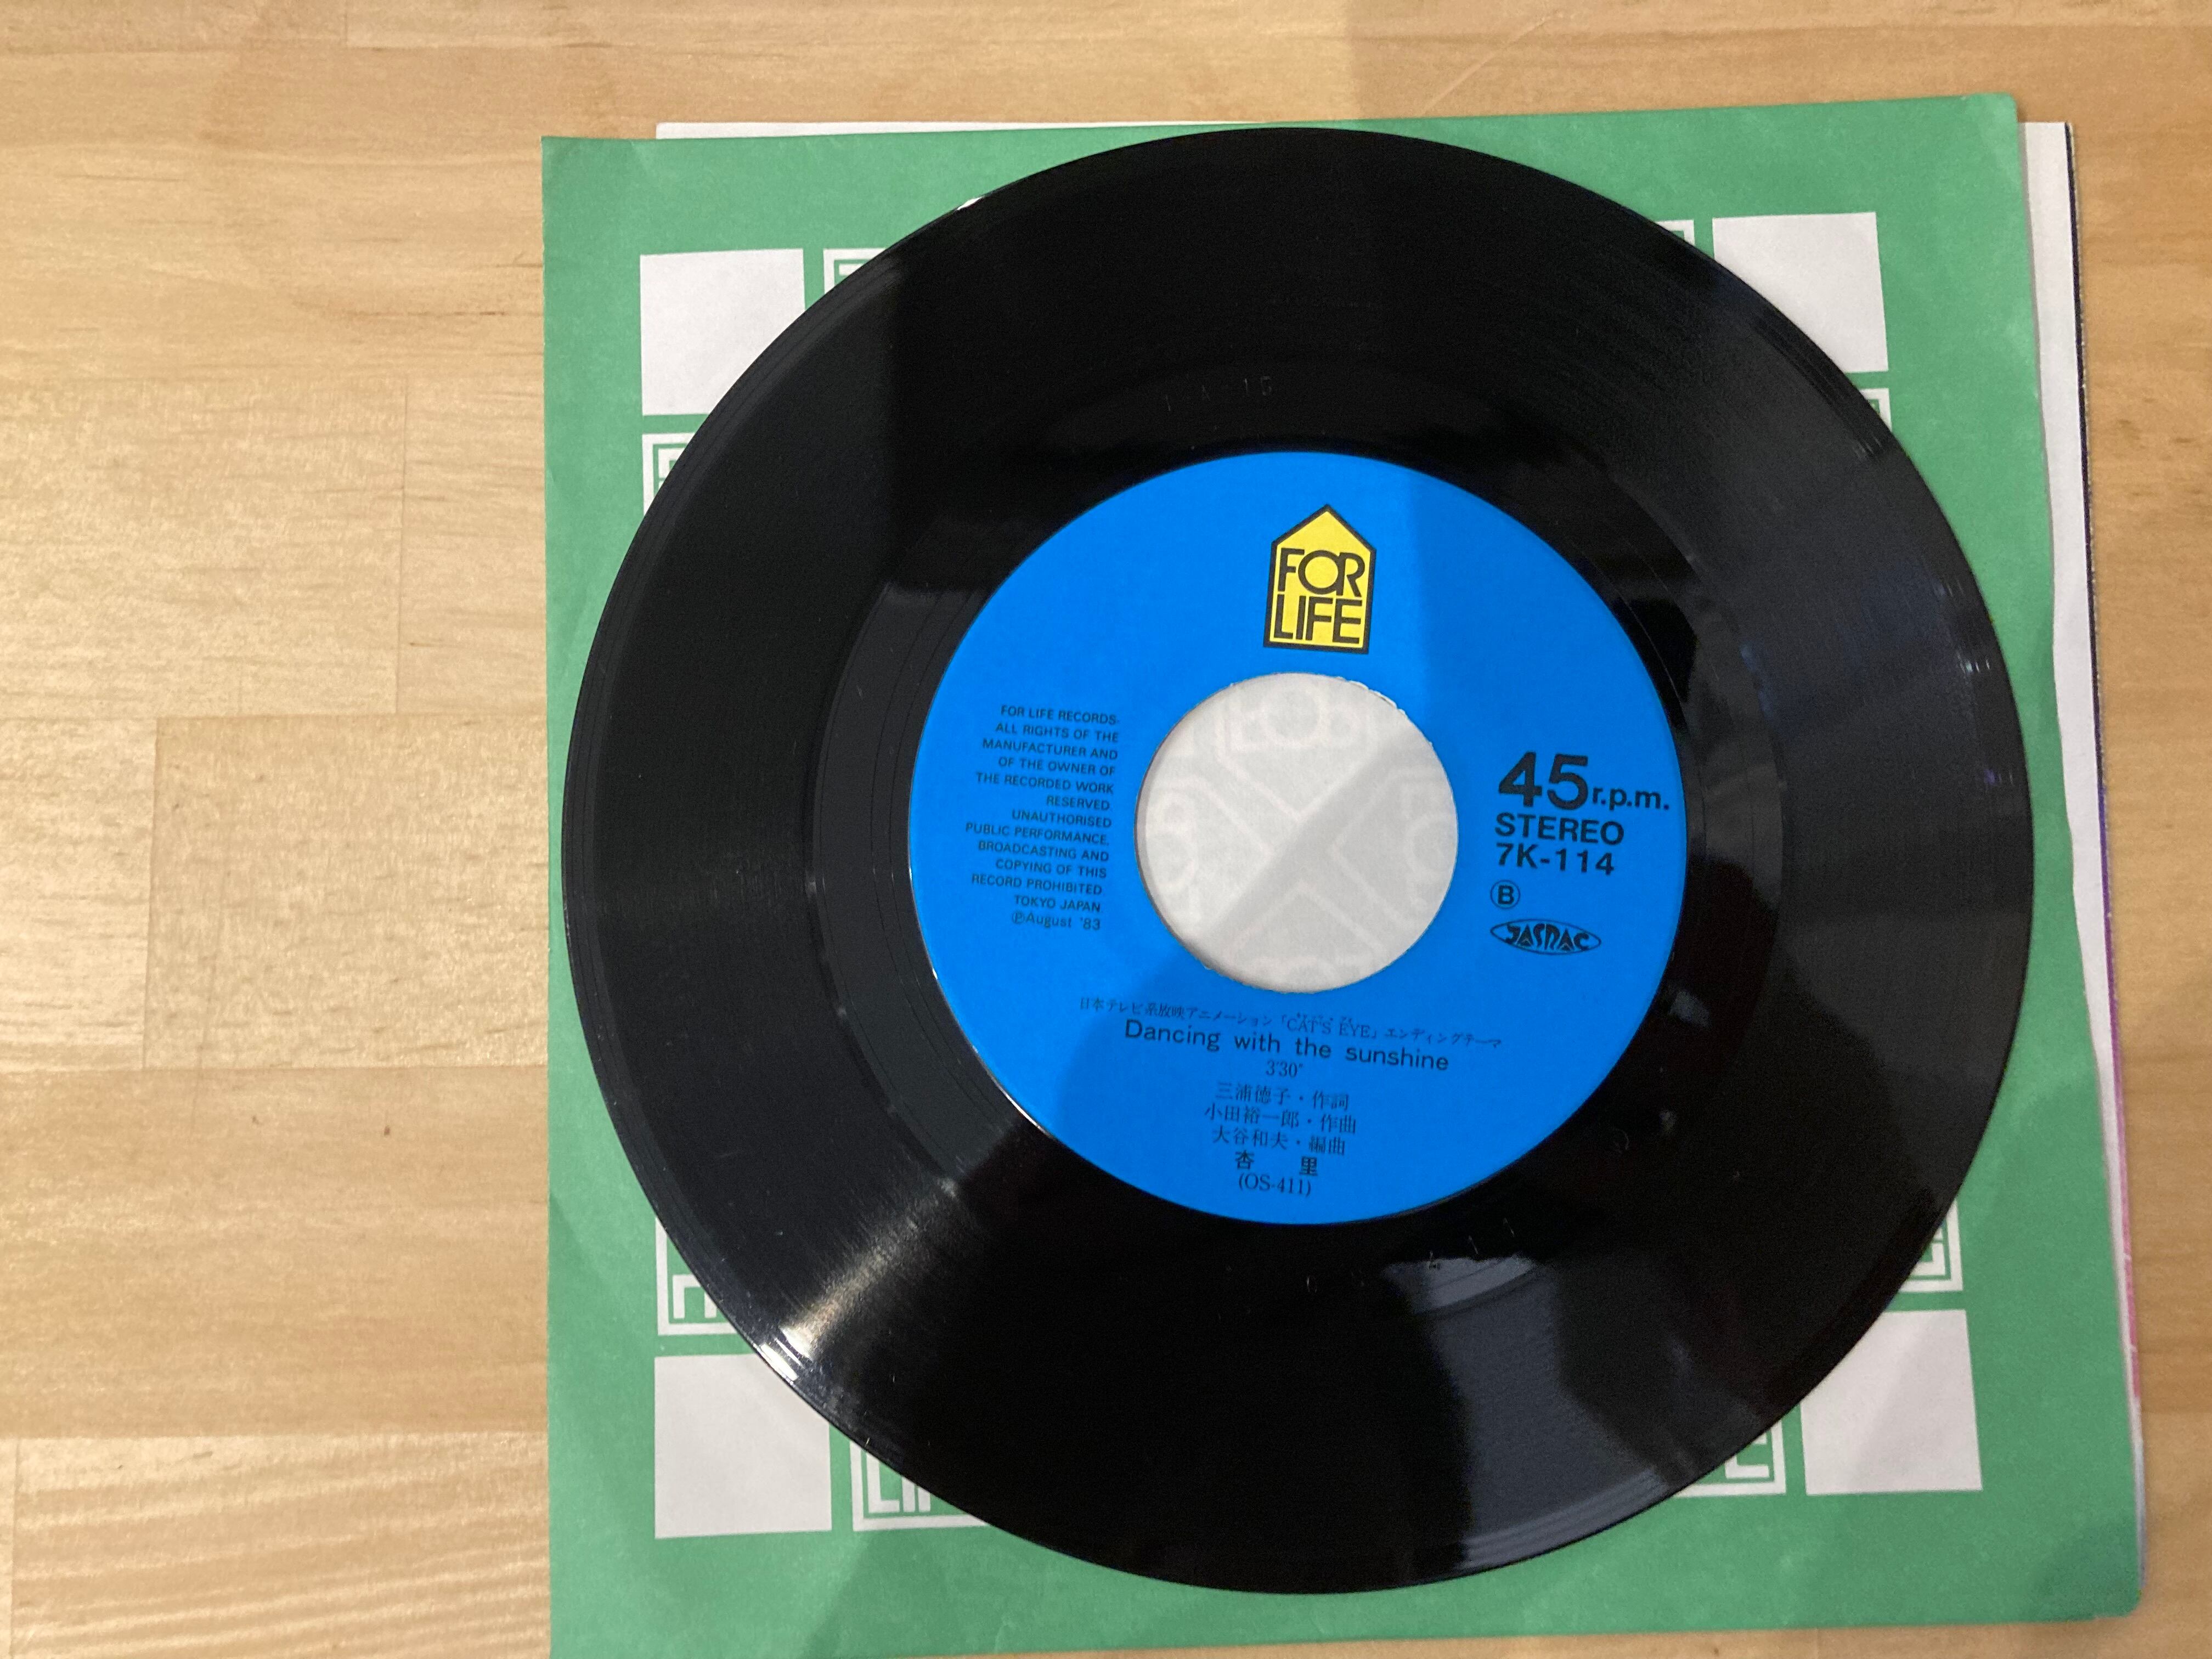 FOR
LIFE
FOR LIFE RECORDS·
ALL RIGHTS OF THE
MANUFACTURER AND
OF THE OWNER OF
THE RECORDED WORK
RESERVED.
UNAUTHORISED
PUBLIC PERFORMANCE,
BROADCASTING AND
COPYING OF THIS
RECORD PROHIBITED
TOKYO JAPAN
ⓅAugust '83
45r.p.m.
STEREO
7K-114
Ⓑ
JASRAC
日本テレビ系放映アニメーション「CAT'S EYE」エンディングテーマ
Dancing with the sunshine
3'30"
三浦徳子・作詞
小田裕一郎・作曲
大谷和夫・編曲
杏 里
(OS-411)